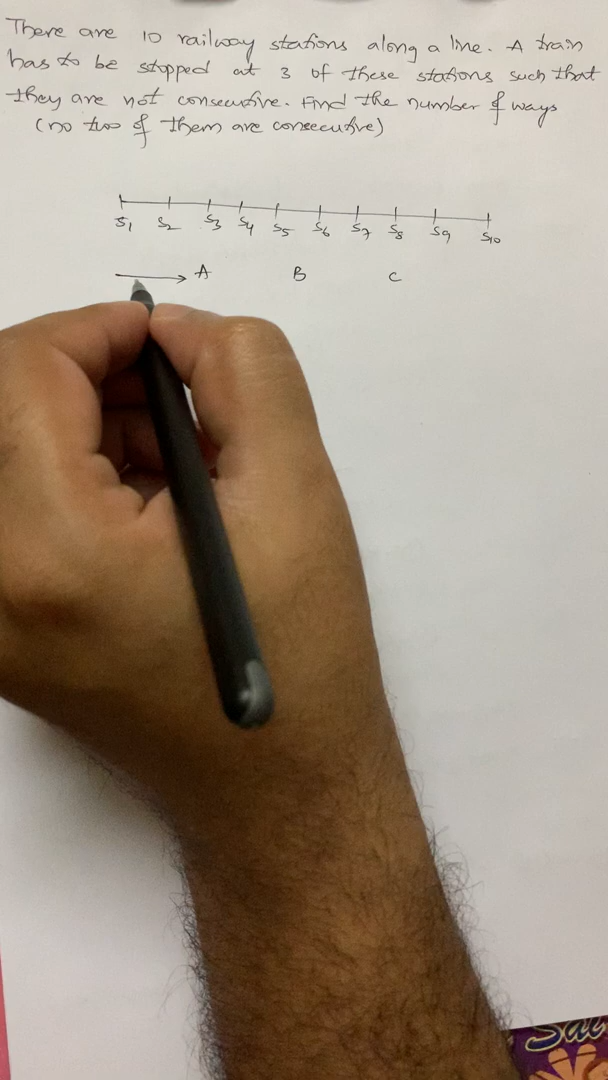 There are 10 railway stations along a line. A train
has to be stopped at 3 of these stations such that
they are not consecutive. Find the number of ways
(no two of them are consecutive)
S1 S2 S3 S4 S5 S6 S7 S8 S9 S10
A B C